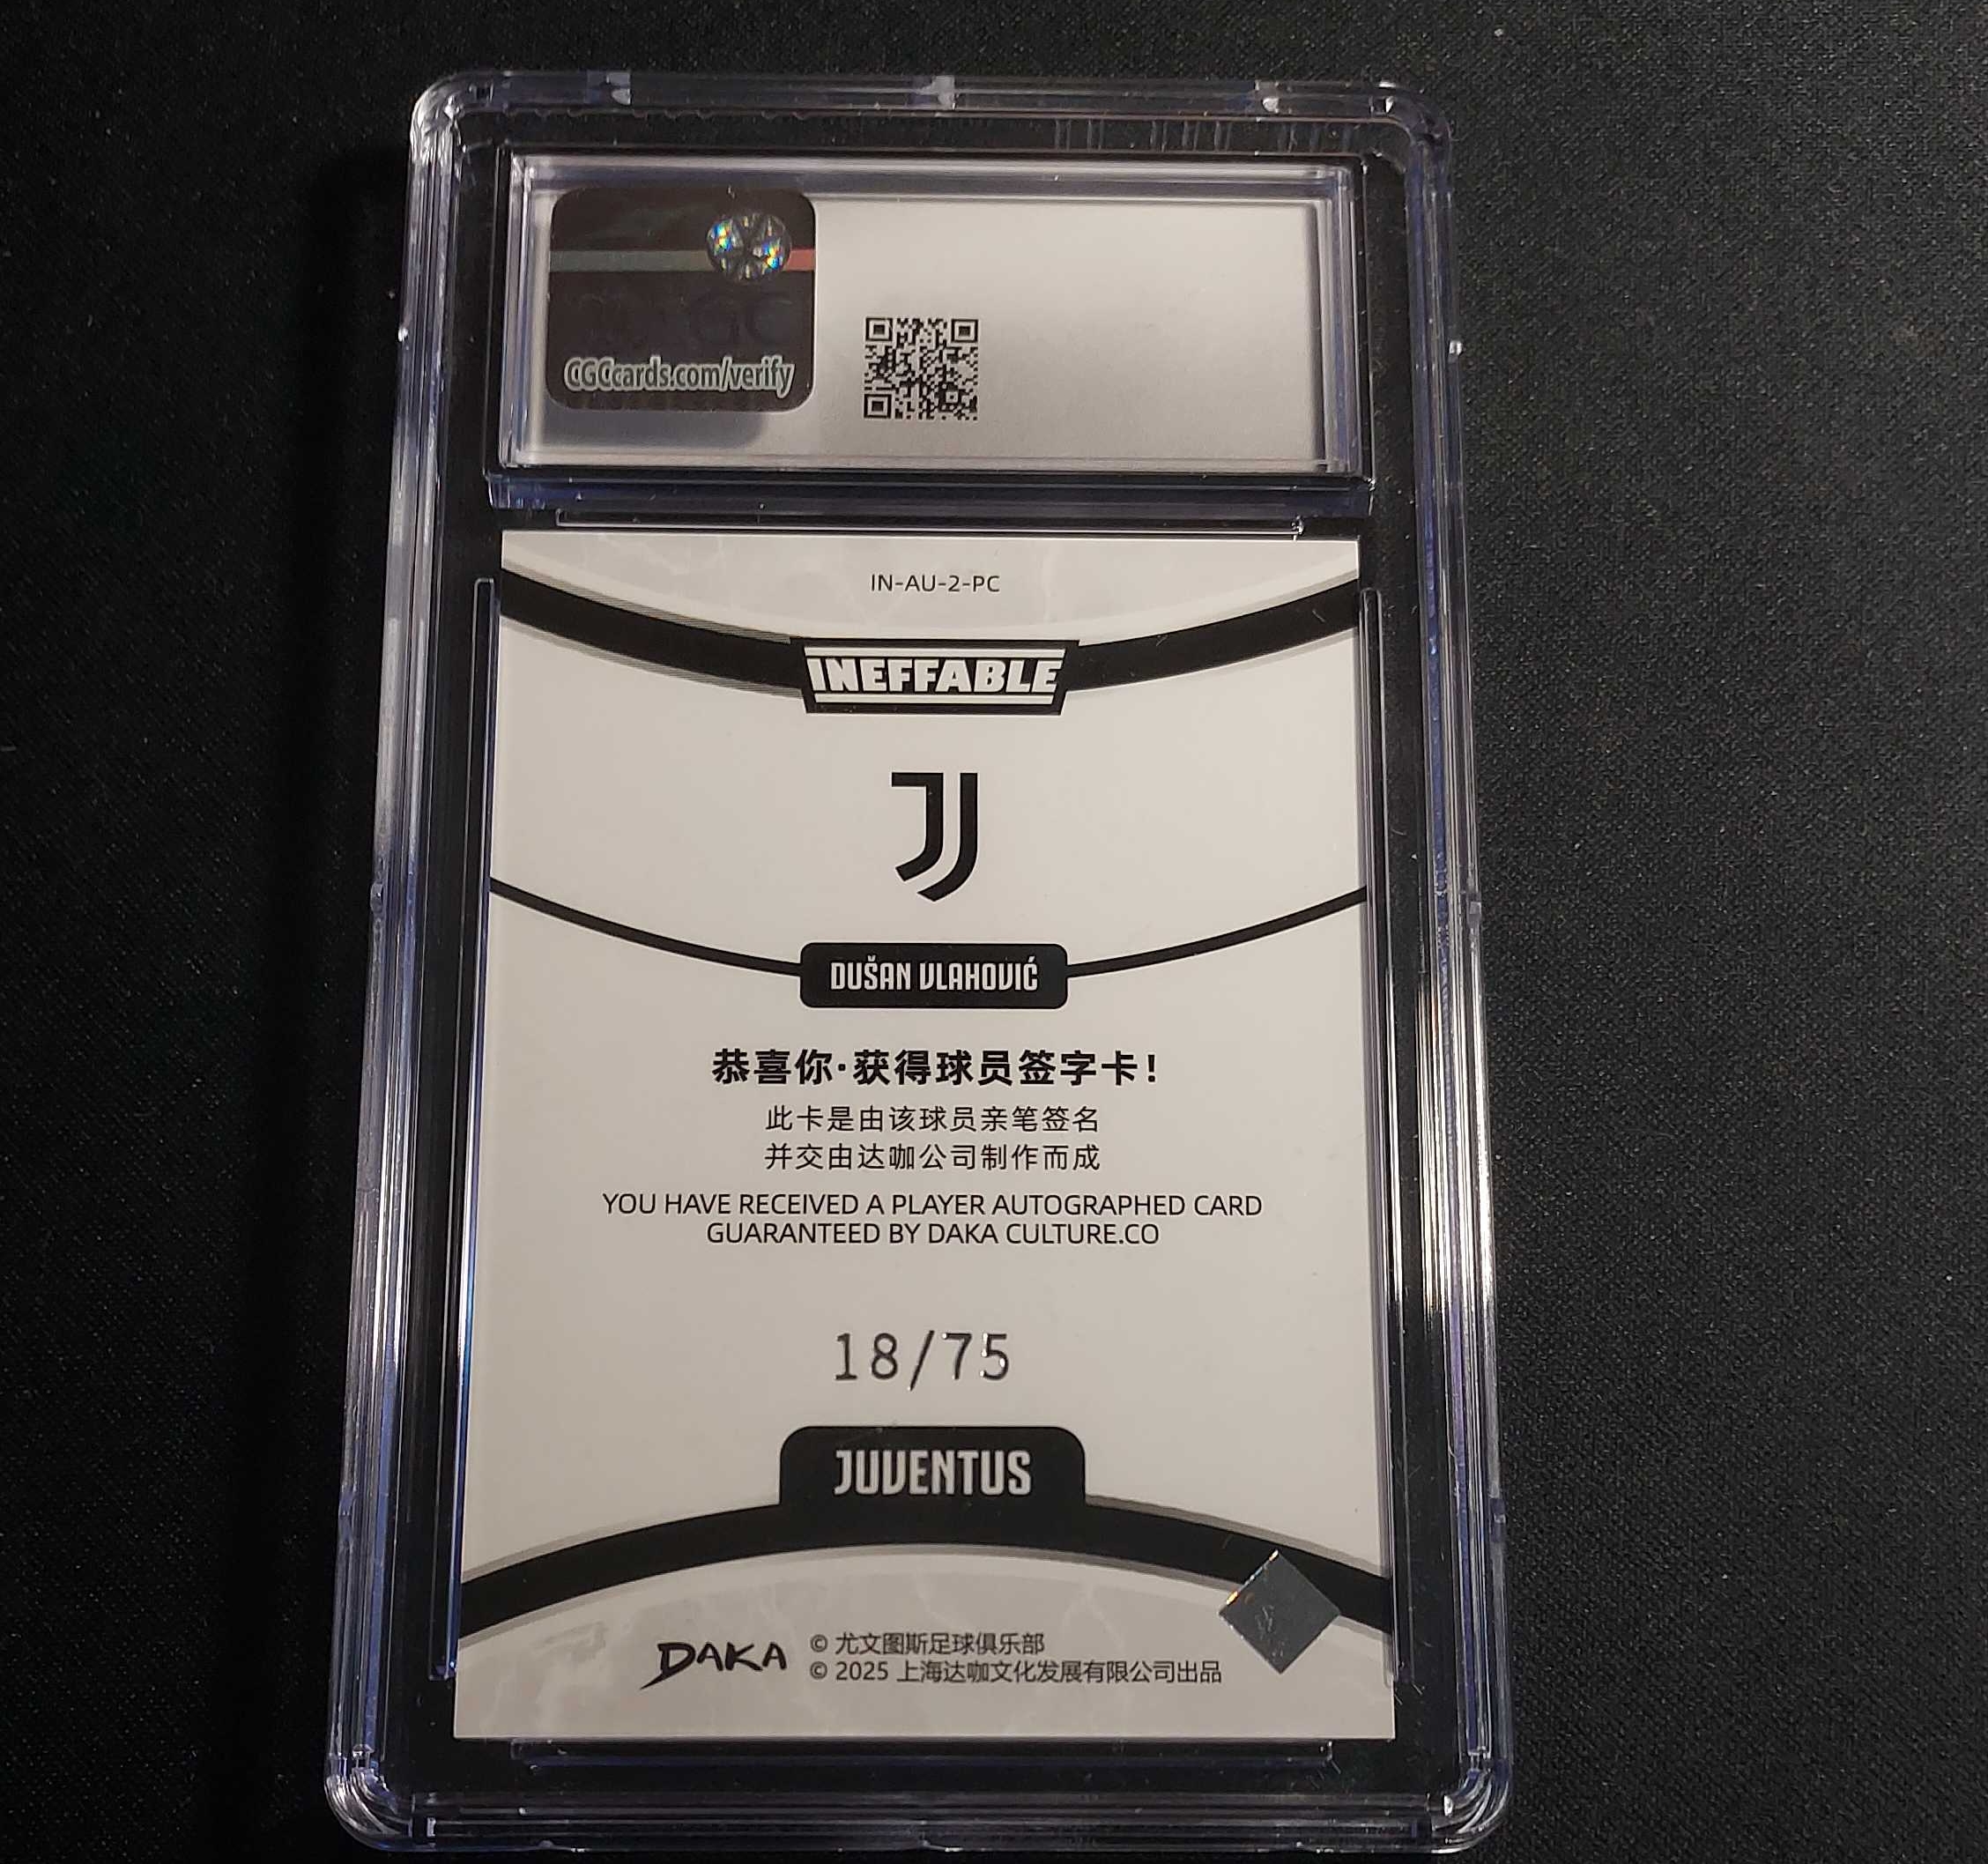 CGCcards.com/verify
IN-AU-2-PC
INEFFABLE
DUŠAN VLAHOVIĆ
恭喜你·获得球员签字卡!
此卡是由该球员亲笔签名
并交由达咖公司制作而成
YOU HAVE RECEIVED A PLAYER AUTOGRAPHED CARD
GUARANTEED BY DAKA CULTURE.CO
18/75
JUVENTUS
DAKA
© 尤文图斯足球俱乐部
© 2025 上海达咖文化发展有限公司出品